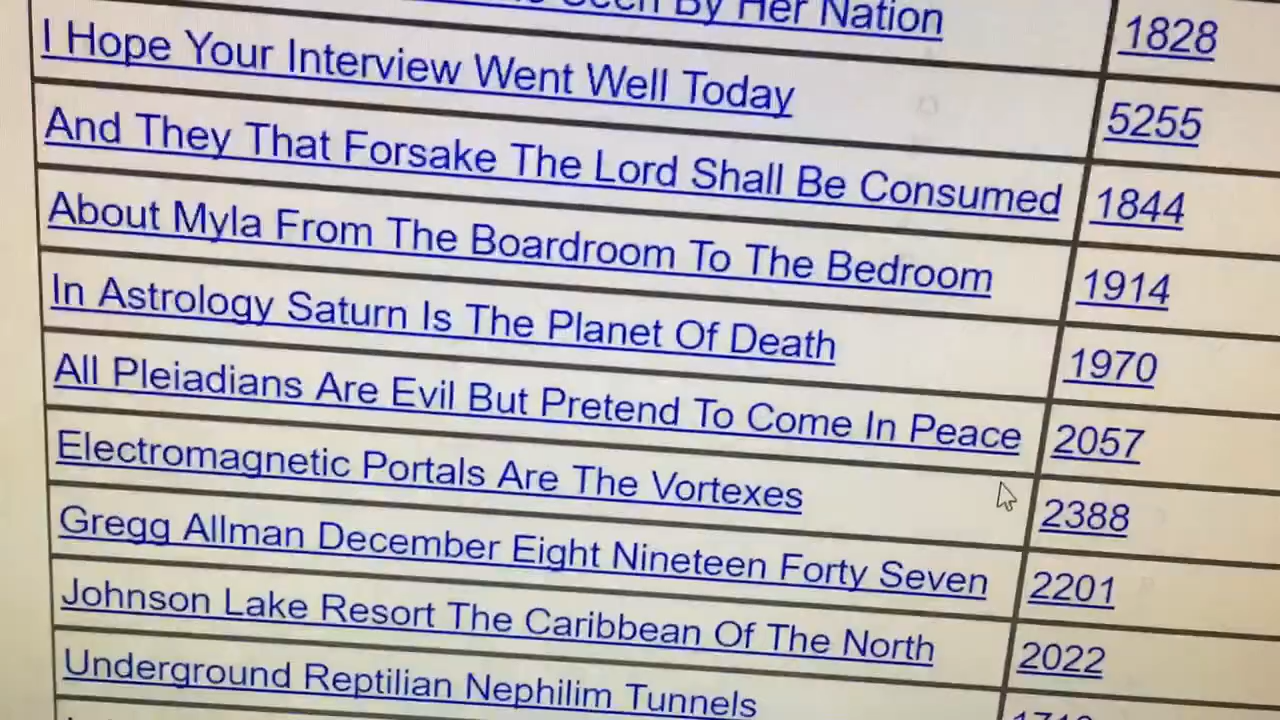 By Her Nation 1828
I Hope Your Interview Went Well Today 5255
And They That Forsake The Lord Shall Be Consumed 1844
About Myla From The Boardroom To The Bedroom 1914
In Astrology Saturn Is The Planet Of Death 1970
All Pleiadians Are Evil But Pretend To Come In Peace 2057
Electromagnetic Portals Are The Vortexes 2388
Gregg Allman December Eight Nineteen Forty Seven 2201
Johnson Lake Resort The Caribbean Of The North 2022
Underground Reptilian Nephilim Tunnels